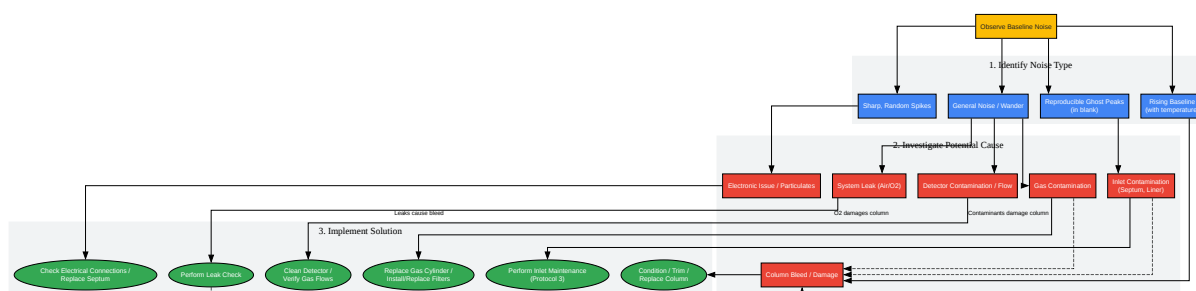 Observe Baseline Noise
1. Identify Noise Type
Sharp, Random Spikes
General Noise / Wander
Reproducible Ghost Peaks
(in blank)
Rising Baseline
(with temperature
2. Investigate Potential Cause
Electronic Issue / Particulates
System Leak (Air/O2)
Detector Contamination / Flow
Gas Contamination
Inlet Contamination
(Septum, Liner)
Leaks cause bleed
O2 damages column
Contaminants damage column
3. Implement Solution
Check Electrical Connections /
Replace Septum
Perform Leak Check
Clean Detector /
Verify Gas Flows
Replace Gas Cylinder /
Install/Replace Filters
Perform Inlet Maintenance
(Protocol 3)
Condition / Trim /
Replace Column
Column Bleed / Damage